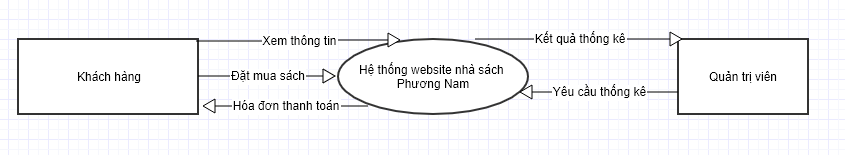 Xem thông tin
Kết quả thống kê
Khách hàng
Đặt mua sách
Hệ thống website nhà sách
Phương Nam
Quản trị viên
Yêu cầu thống kê
Hóa đơn thanh toán